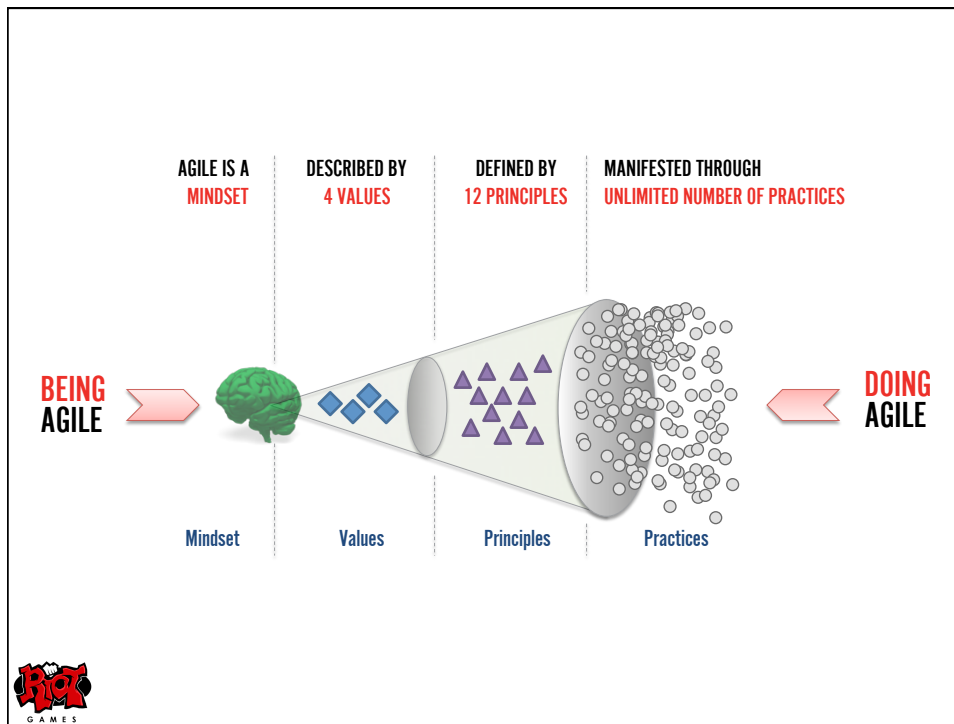 AGILE IS A
MINDSET
DESCRIBED BY
4 VALUES
DEFINED BY
12 PRINCIPLES
MANIFESTED THROUGH
UNLIMITED NUMBER OF PRACTICES
BEING
AGILE
DOING
AGILE
Mindset
Values
Principles
Practices
RIOT
GAMES